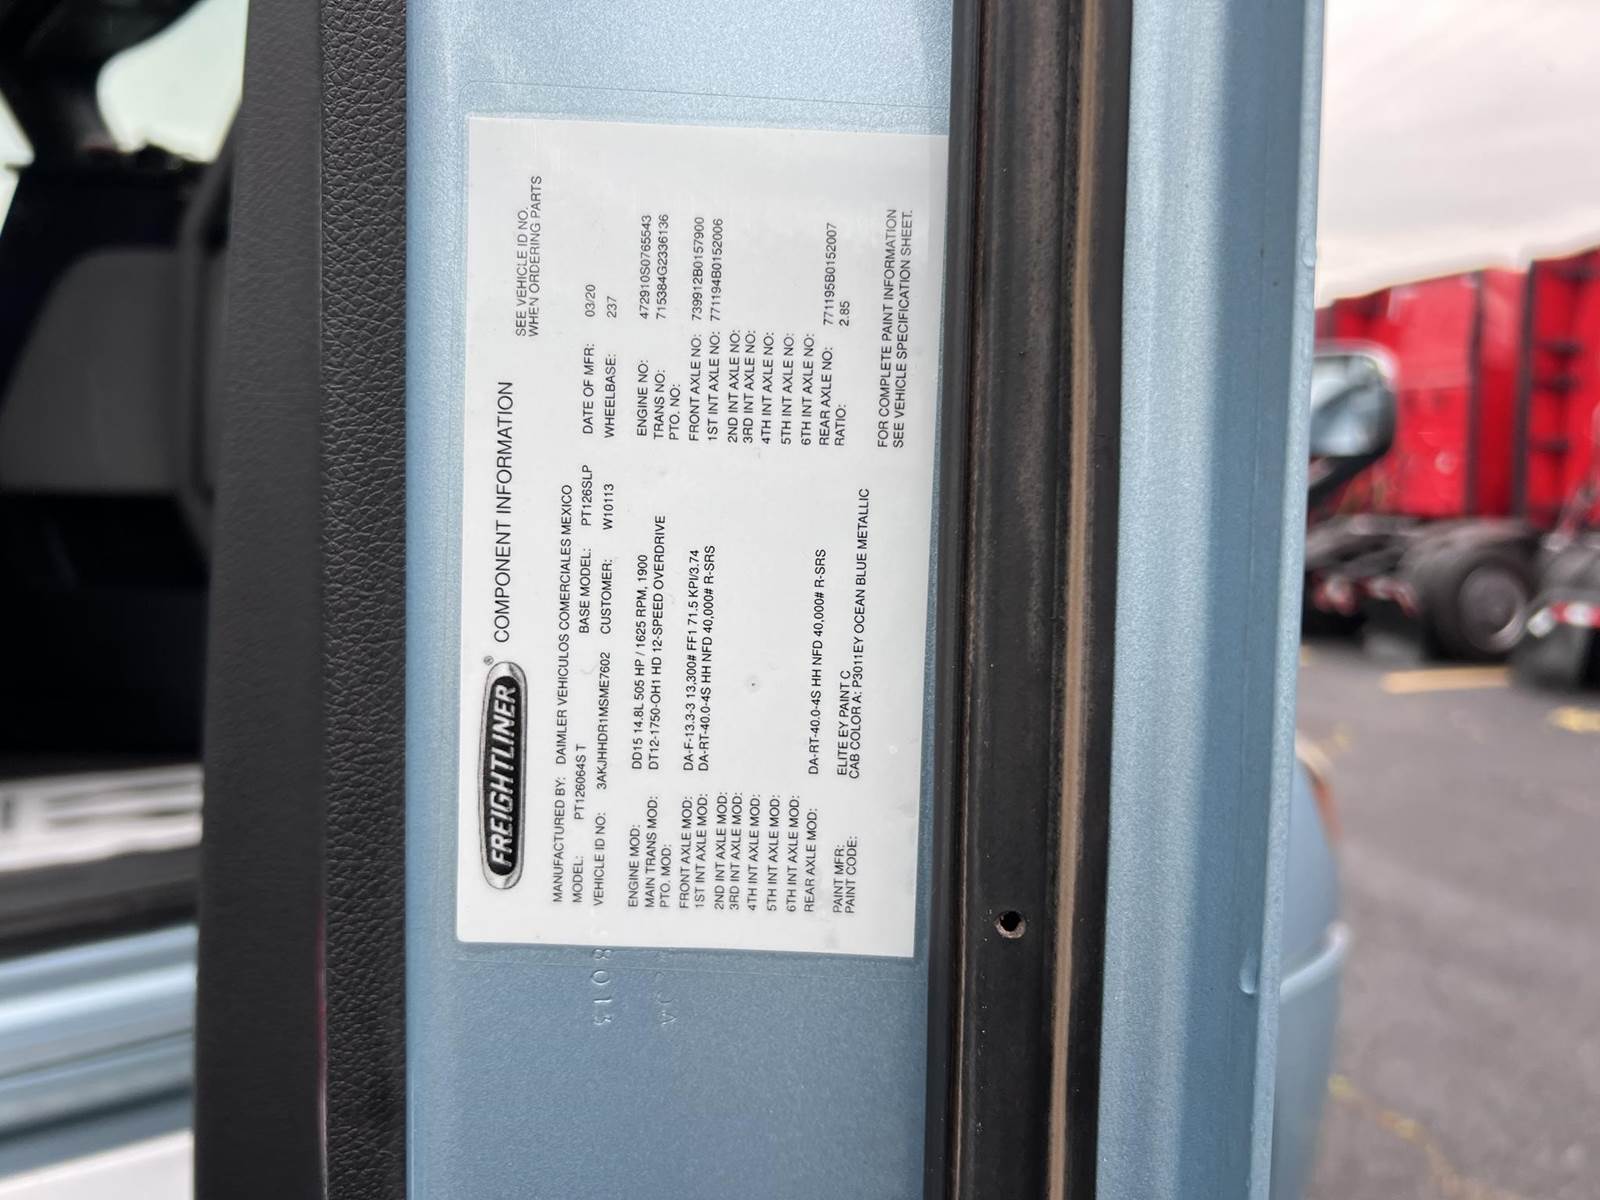 FREIGHTLINER® COMPONENT INFORMATION
SEE VEHICLE ID NO.
WHEN ORDERING PARTS
MANUFACTURED BY: DAIMLER VEHICULOS COMERCIALES MEXICO
MODEL: PT126064S T BASE MODEL: PT126SLP DATE OF MFR: 03/20
VEHICLE ID NO: 3AKJHHDR1MSME7602 CUSTOMER: W10113 WHEELBASE: 237
ENGINE MOD: DD15 14.8L 505 HP / 1625 RPM, 1900 ENGINE NO: 472910S0765543
MAIN TRANS MOD: DT12-1750-OH1 HD 12-SPEED OVERDRIVE TRANS NO: 715384G2336136
PTO. MOD: PTO. NO:
FRONT AXLE MOD: DA-F-13.3-3 13,300# FF1 71.5 KPI/3.74 FRONT AXLE NO: 739912B0157900
1ST INT AXLE MOD: DA-RT-40.0-4S HH NFD 40,000# R-SRS 1ST INT AXLE NO: 771194B0152006
2ND INT AXLE MOD: 2ND INT AXLE NO:
3RD INT AXLE MOD: 3RD INT AXLE NO:
4TH INT AXLE MOD: 4TH INT AXLE NO:
5TH INT AXLE MOD: 5TH INT AXLE NO:
6TH INT AXLE MOD: 6TH INT AXLE NO:
REAR AXLE MOD: DA-RT-40.0-4S HH NFD 40,000# R-SRS REAR AXLE NO: 771195B0152007
RATIO: 2.85
PAINT MFR: ELITE EY PAINT C
PAINT CODE: CAB COLOR A: P3011EY OCEAN BLUE METALLIC
FOR COMPLETE PAINT INFORMATION
SEE VEHICLE SPECIFICATION SHEET.